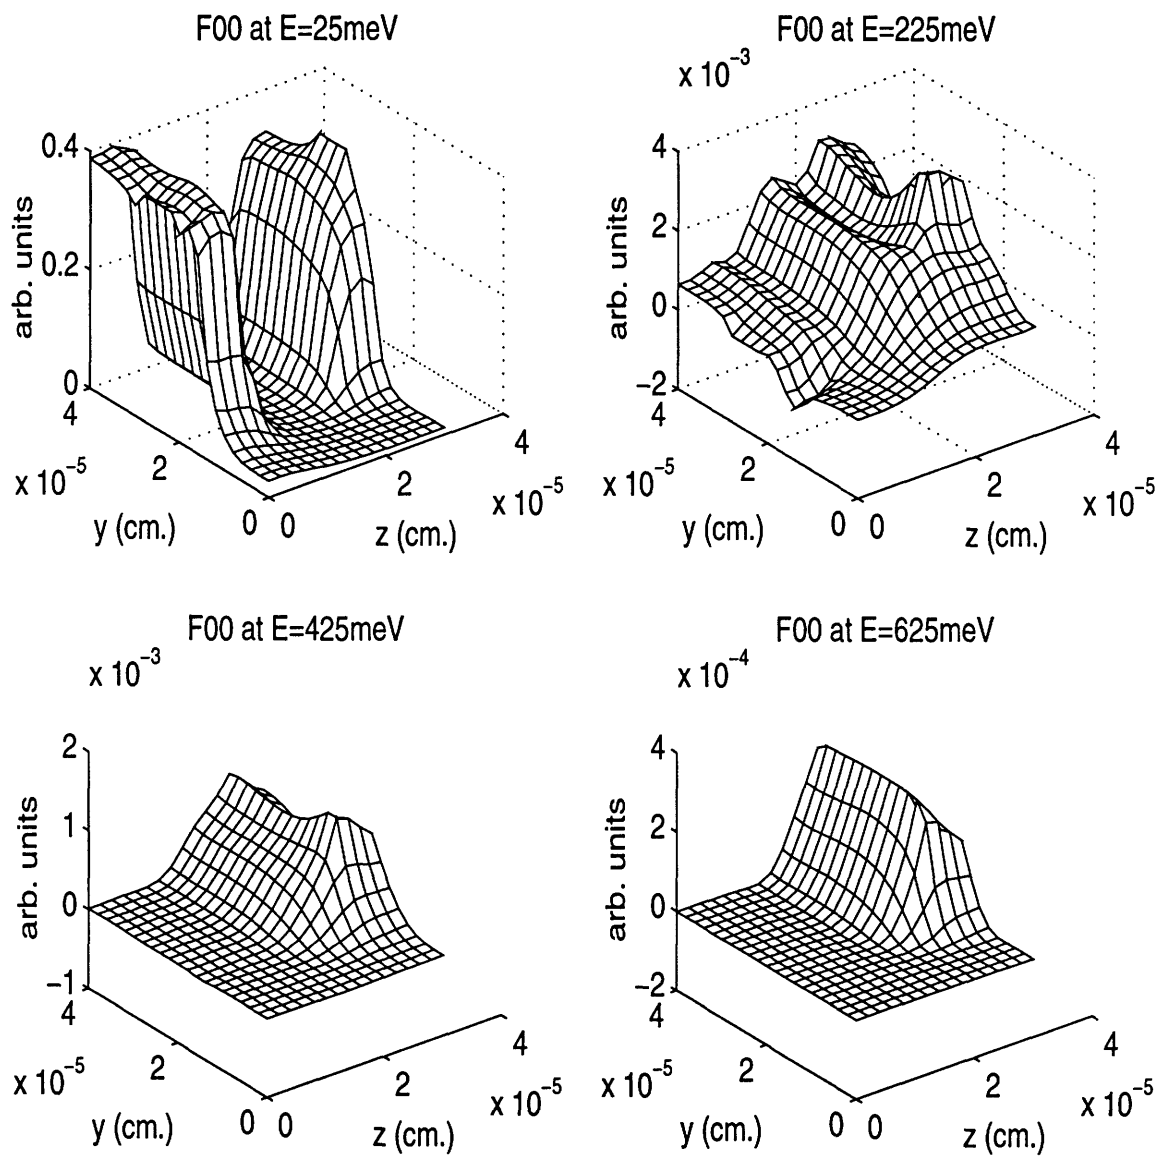 F00 at E=25meV
0.4
0.2
0
arb. units
4
2
0
x 10⁻⁵
y (cm.)
0
2
4
x 10⁻⁵
z (cm.)
F00 at E=225meV
x 10⁻³
4
2
0
−2
arb. units
4
2
0
x 10⁻⁵
y (cm.)
0
2
4
x 10⁻⁵
z (cm.)
F00 at E=425meV
x 10⁻³
2
1
0
−1
arb. units
4
2
0
x 10⁻⁵
y (cm.)
0
2
4
x 10⁻⁵
z (cm.)
F00 at E=625meV
x 10⁻⁴
4
2
0
−2
arb. units
4
2
0
x 10⁻⁵
y (cm.)
0
2
4
x 10⁻⁵
z (cm.)